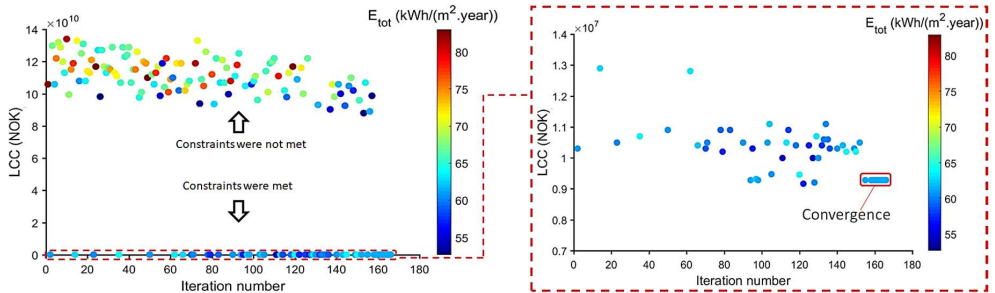 E_tot (kWh/(m².year))
×10^10
14
12
10
8
6
4
2
0
LCC (NOK)
Constraints were not met
Constraints were met
0 20 40 60 80 100 120 140 160 180
Iteration number
80
75
70
65
60
55
E_tot (kWh/(m².year))
×10^7
1.4
1.3
1.2
1.1
1
0.9
0.8
0.7
LCC (NOK)
Convergence
0 20 40 60 80 100 120 140 160 180
Iteration number
80
75
70
65
60
55